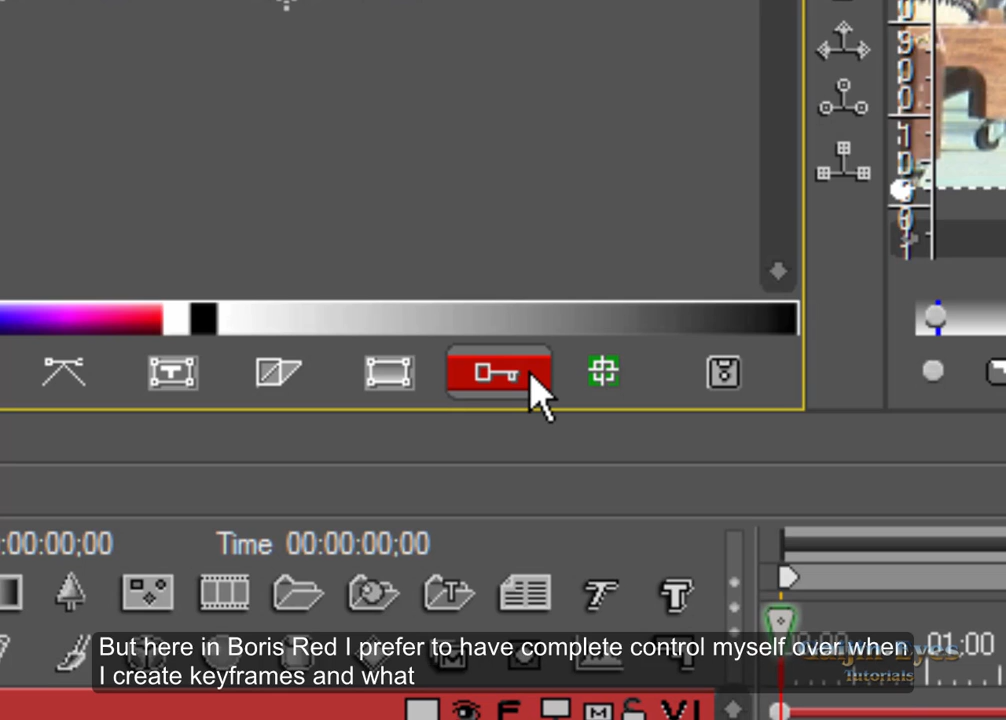 :00:00;00 Time 00:00:00;00
01:00
But here in Boris Red I prefer to have complete control myself over when
I create keyframes and what
Tutorials